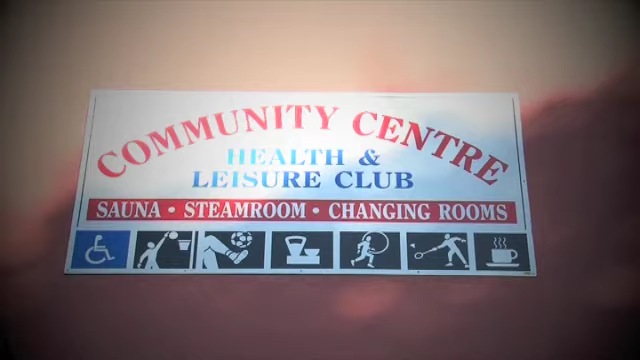 COMMUNITY CENTRE
HEALTH &
LEISURE CLUB
SAUNA • STEAMROOM • CHANGING ROOMS